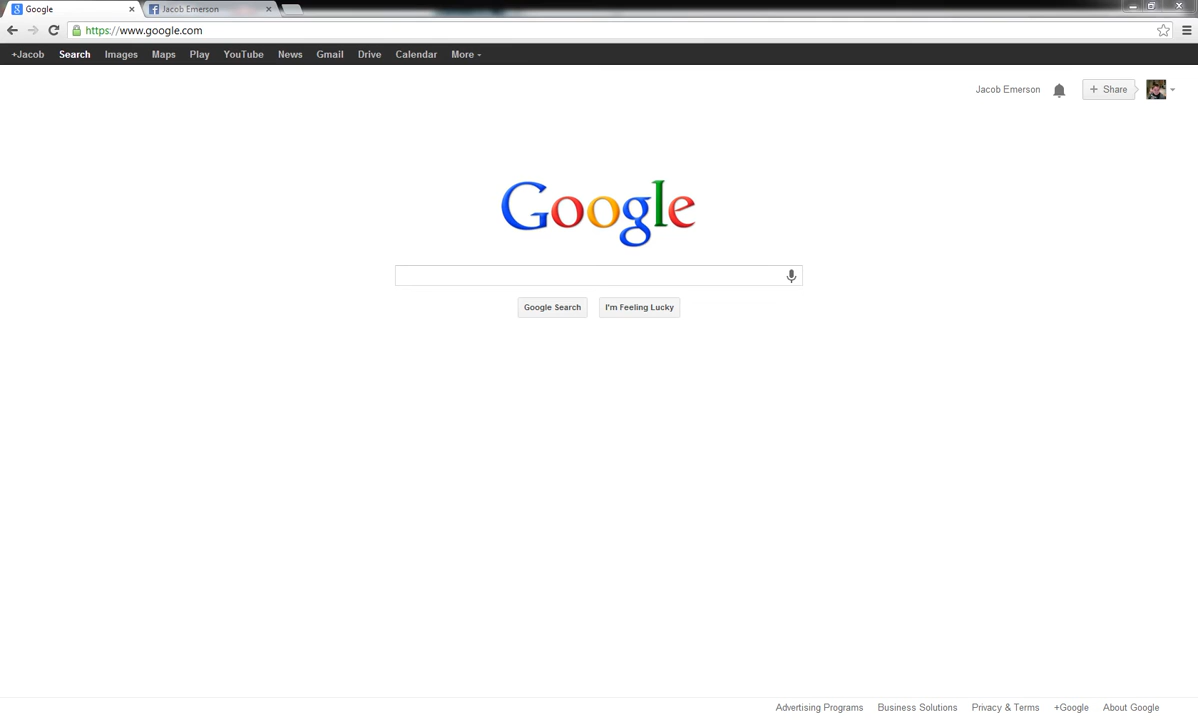 Google
Jacob Emerson
https://www.google.com
+Jacob Search Images Maps Play YouTube News Gmail Drive Calendar More
Jacob Emerson
+ Share
Google
Google Search I'm Feeling Lucky
Advertising Programs Business Solutions Privacy & Terms +Google About Google